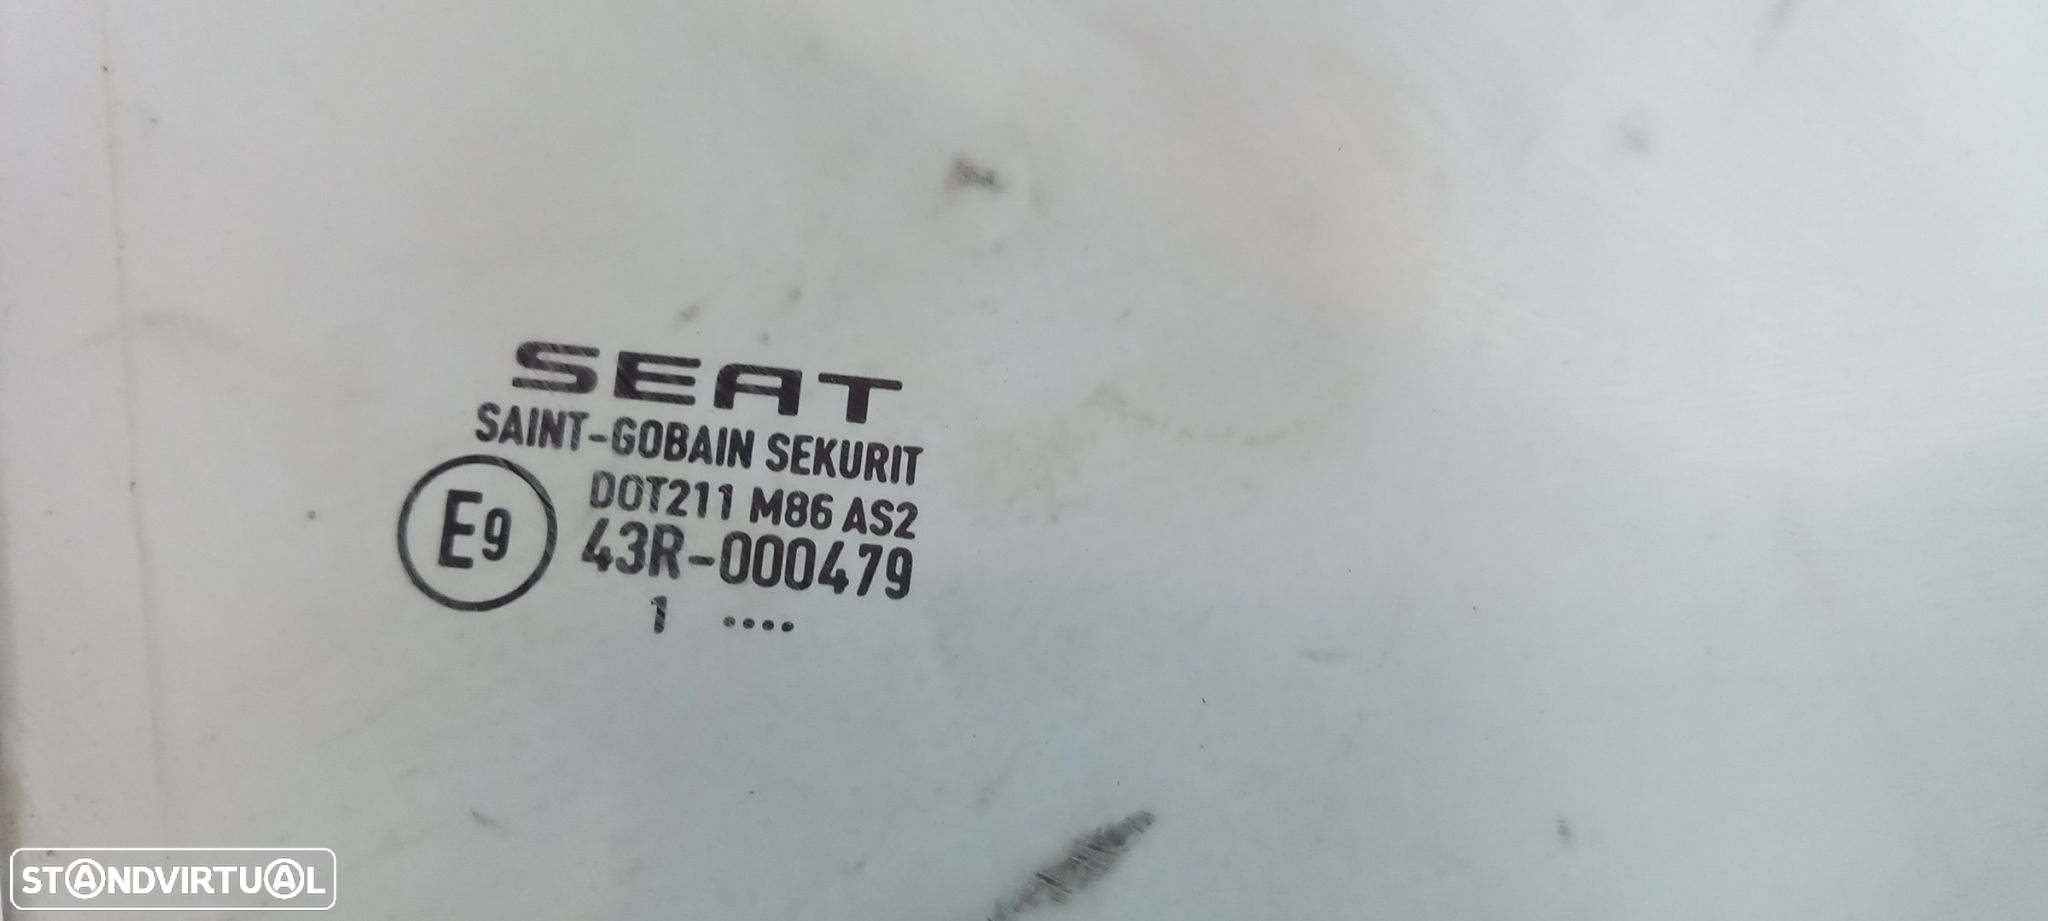 SEAT
SAINT-GOBAIN SEKURIT
E9
DOT211 M86 AS2
43R-000479
1 ....
STANDVIRTUAL